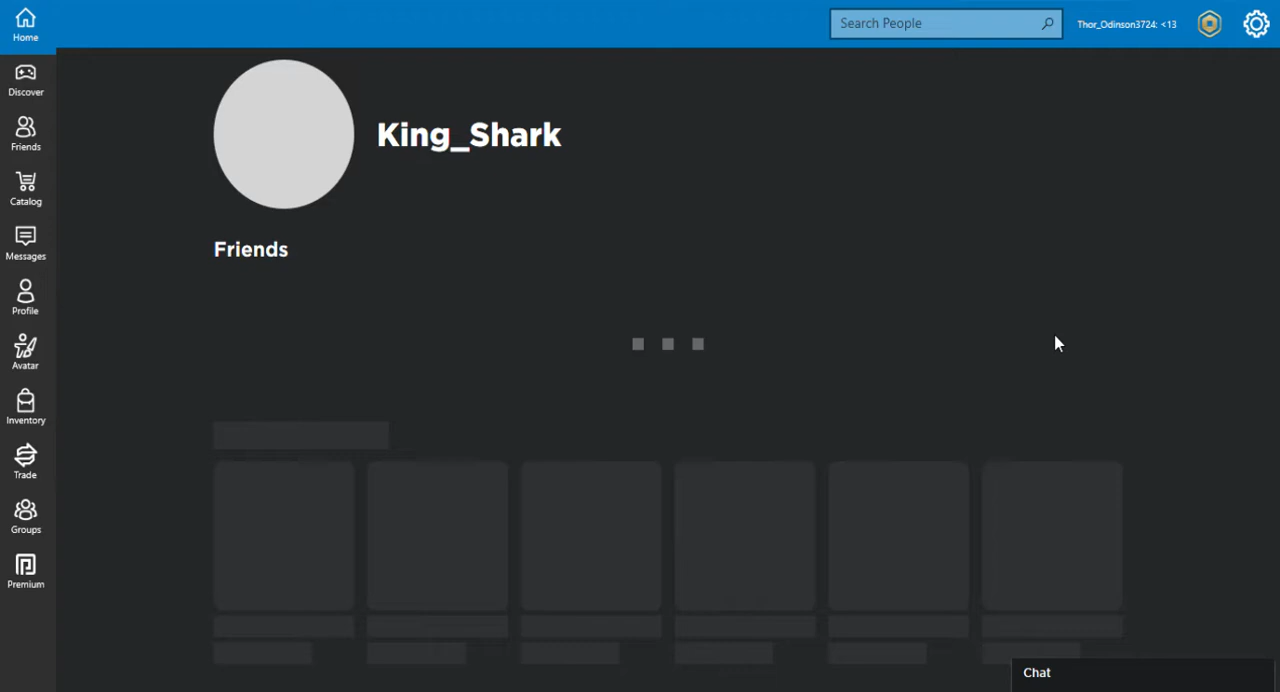 Home
Search People
Thor_Odinson3724: <13
Discover
Friends
Catalog
Messages
Profile
Avatar
Inventory
Trade
Groups
Premium
King_Shark
Friends
Chat